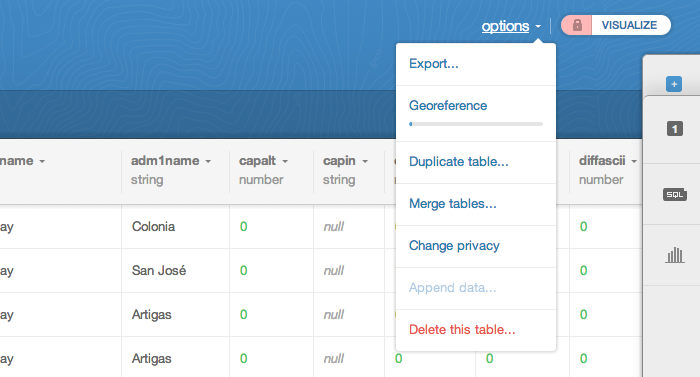 options
VISUALIZE
Export...
Georeference
Duplicate table...
Merge tables...
Change privacy
Append data...
Delete this table...
1
SQL
name adm1name capalt capin diffascii
string number string number
ay Colonia 0 null 0
ay San José 0 null 0
ay Artigas 0 null 0
ay Artigas 0 null 0 0 0